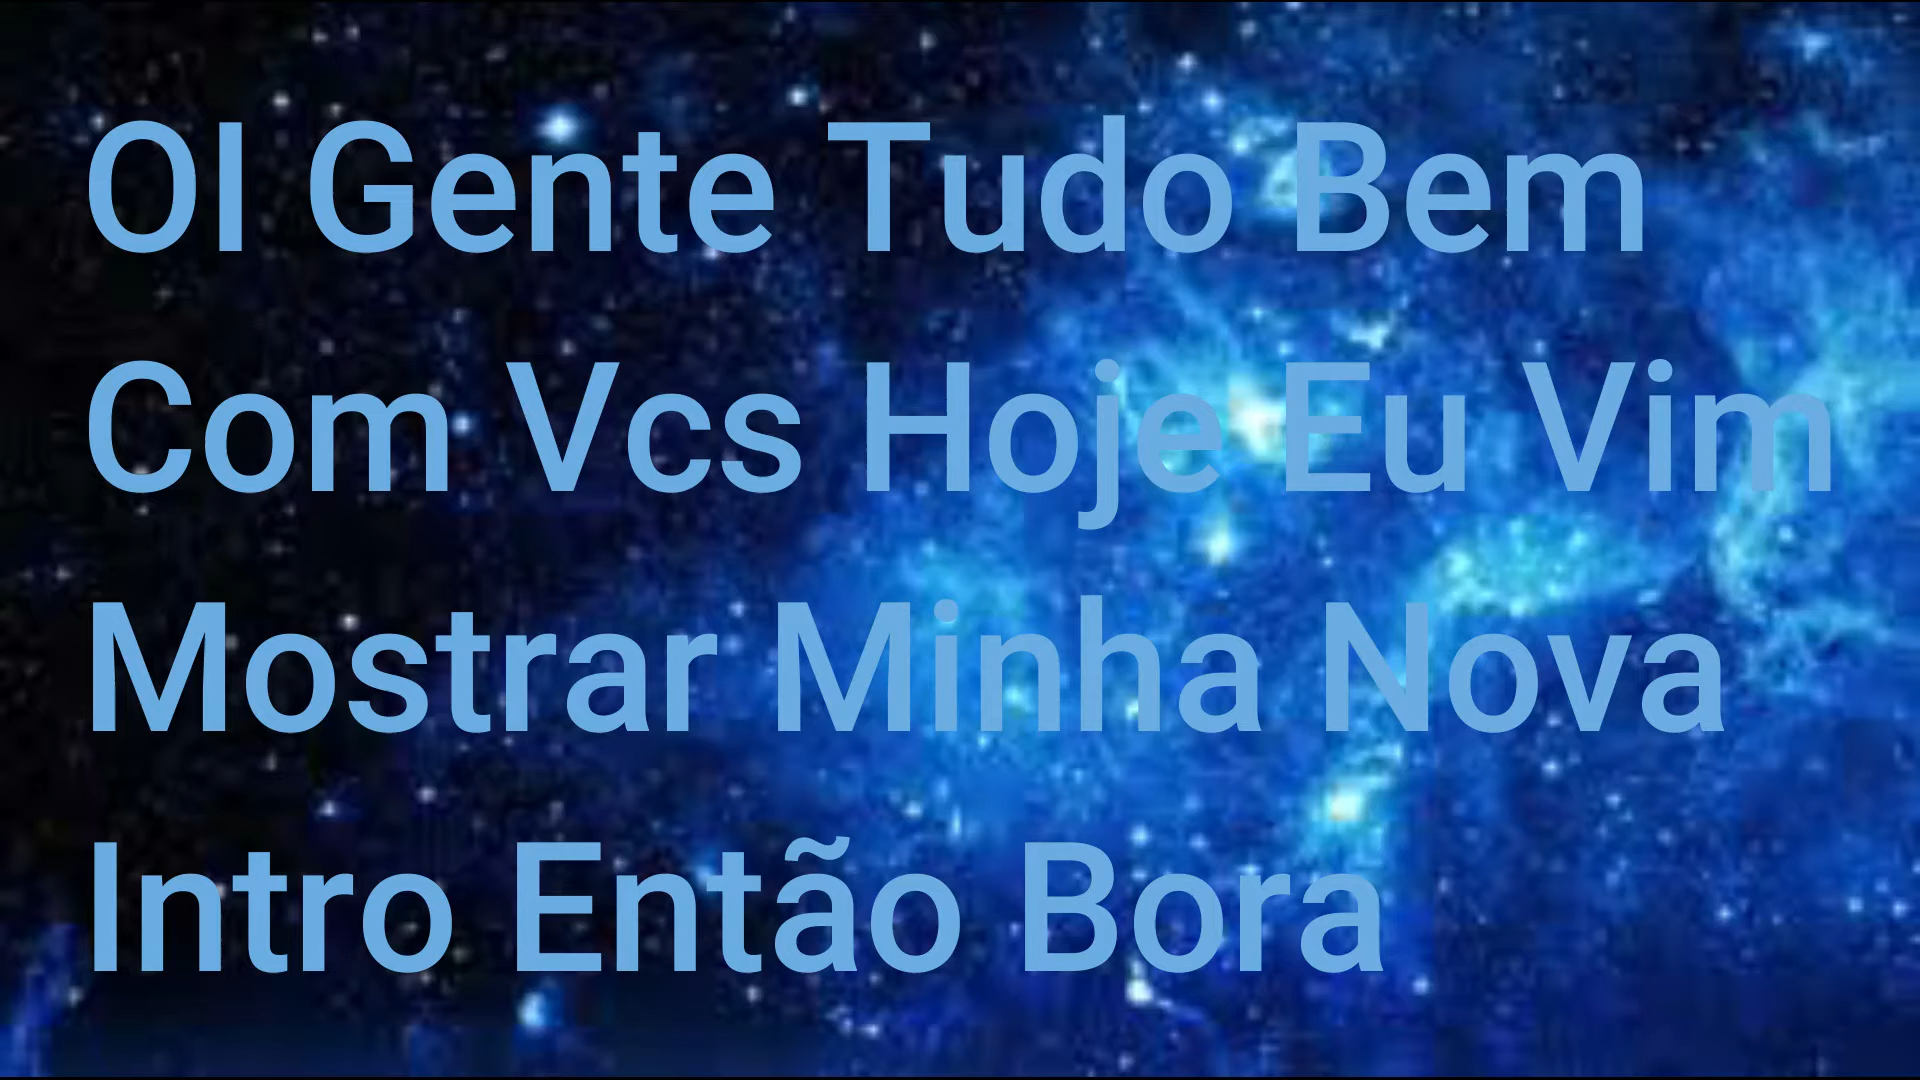 OI Gente Tudo Bem
Com Vcs Hoje Eu Vim
Mostrar Minha Nova
Intro Então Bora